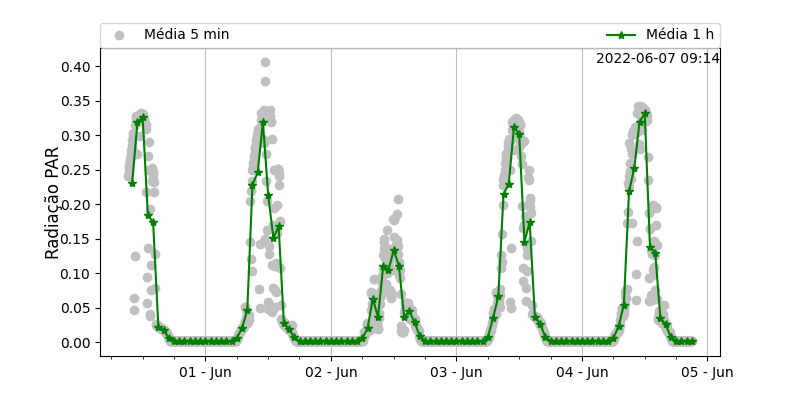 Média 5 min
Média 1 h
2022-06-07 09:14
Radiação PAR
0.40
0.35
0.30
0.25
0.20
0.15
0.10
0.05
0.00
01 - Jun
02 - Jun
03 - Jun
04 - Jun
05 - Jun